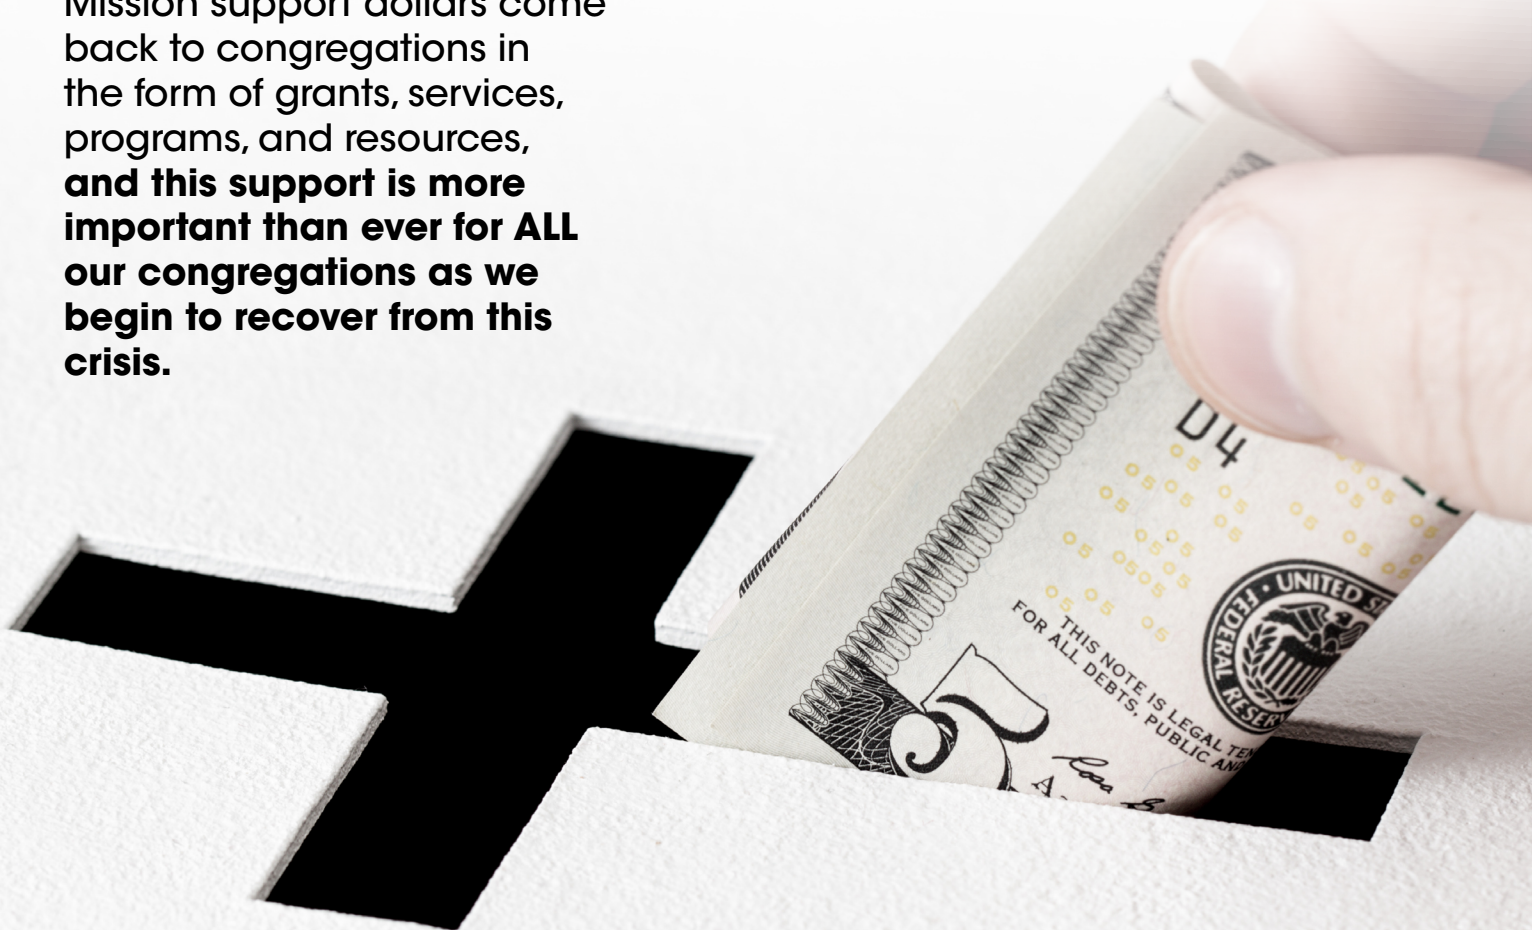 Mission support dollars come
back to congregations in
the form of grants, services,
programs, and resources,
and this support is more
important than ever for ALL
our congregations as we
begin to recover from this
crisis.
D4
UNITED
FEDERAL
THIS NOTE IS LEGAL
FOR ALL DEBTS, PUBLIC AND
5